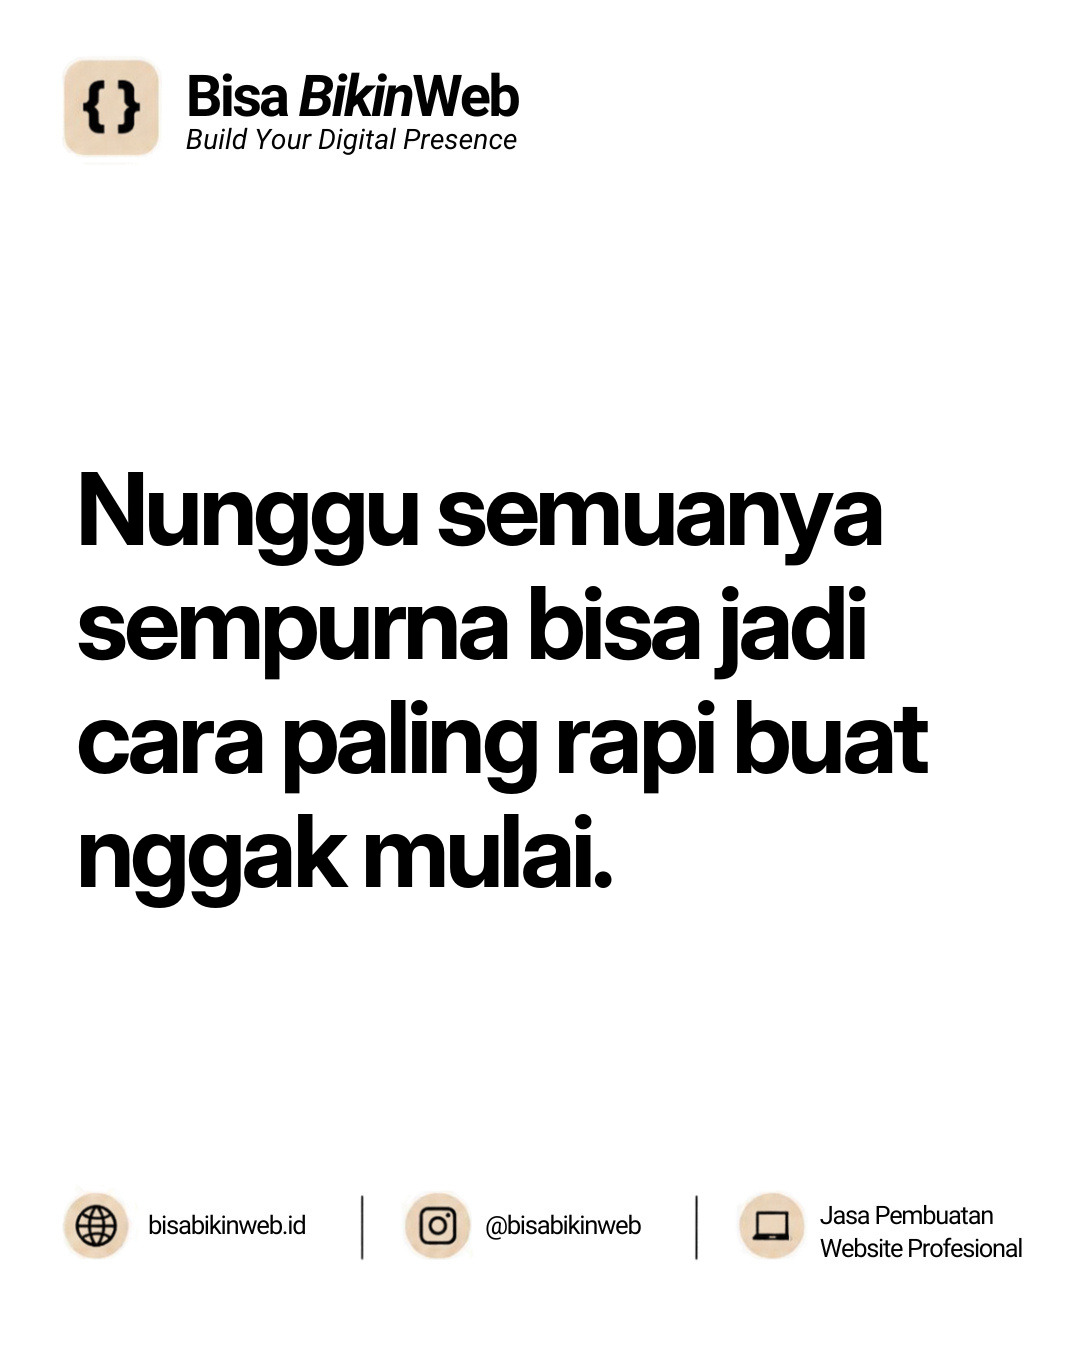 { }
Bisa BikinWeb
Build Your Digital Presence
Nunggu semuanya
sempurna bisa jadi
cara paling rapi buat
nggak mulai.
bisabikinweb.id
@bisabikinweb
Jasa Pembuatan
Website Profesional